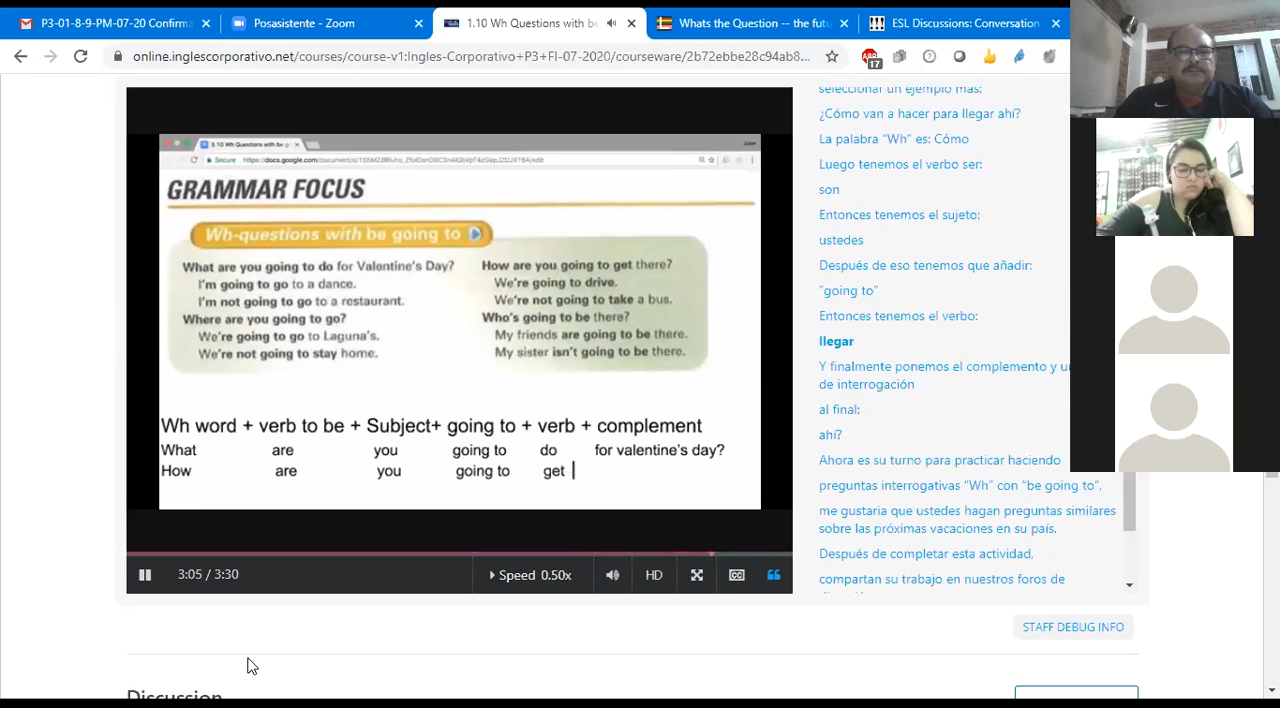 P3-01-8-9-PM-07-20 Confirma
Posasistente - Zoom
1.10 Wh Questions with be
Whats the Question -- the futu
ESL Discussions: Conversation
online.inglescorporativo.net/courses/course-v1:Ingles-Corporativo+P3+FI-07-2020/courseware/2b72ebbe28c94ab8...
17
3.10 Wh Questions with be g
Secure
GRAMMAR FOCUS
Wh-questions with be going to
What are you going to do for Valentine's Day?
I'm going to go to a dance.
I'm not going to go to a restaurant.
Where are you going to go?
We're going to go to Laguna's.
We're not going to stay home.
How are you going to get there?
We're going to drive.
We're not going to take a bus.
Who's going to be there?
My friends are going to be there.
My sister isn't going to be there.
Wh word + verb to be + Subject+ going to + verb + complement
What are you going to do for valentine's day?
How are you going to get
3:05 / 3:30
Speed 0.50x
HD
CC
seleccionar un ejemplo más:
¿Cómo van a hacer para llegar ahí?
La palabra "Wh" es: Cómo
Luego tenemos el verbo ser:
son
Entonces tenemos el sujeto:
ustedes
Después de eso tenemos que añadir:
"going to"
Entonces tenemos el verbo:
llegar
Y finalmente ponemos el complemento y un
de interrogación
al final:
ahí?
Ahora es su turno para practicar haciendo
preguntas interrogativas "Wh" con "be going to",
me gustaria que ustedes hagan preguntas similares
sobre las próximas vacaciones en su país.
Después de completar esta actividad,
compartan su trabajo en nuestros foros de
STAFF DEBUG INFO
Discussion